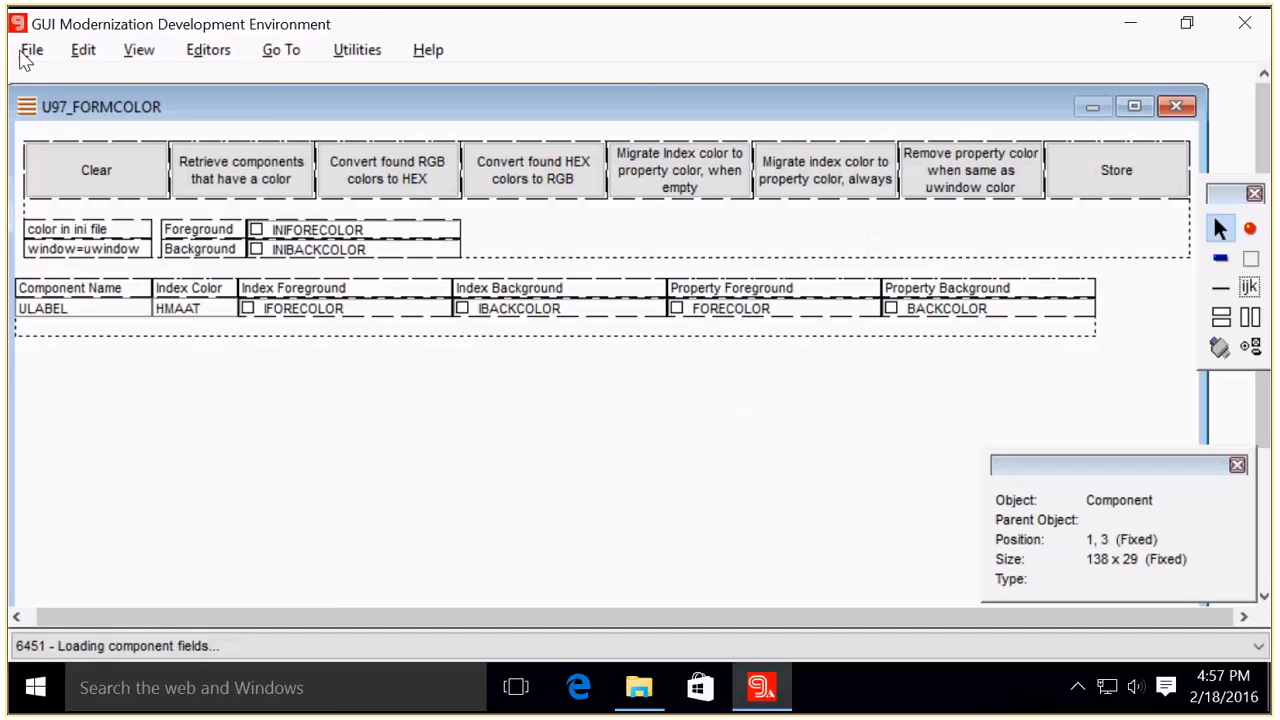 GUI Modernization Development Environment
File Edit View Editors Go To Utilities Help
U97_FORMCOLOR
Clear
Retrieve components
that have a color
Convert found RGB
colors to HEX
Convert found HEX
colors to RGB
Migrate Index color to
property color, when
empty
Migrate index color to
property color, always
Remove property color
when same as
uwindow color
Store
color in ini file Foreground INIFORECOLOR
window=uwindow Background INIBACKCOLOR
Component Name Index Color Index Foreground Index Background Property Foreground Property Background
ULABEL HMAAT IFORECOLOR IBACKCOLOR FORECOLOR BACKCOLOR
ijk
Object: Component
Parent Object:
Position: 1, 3 (Fixed)
Size: 138 x 29 (Fixed)
Type:
6451 - Loading component fields...
Search the web and Windows
4:57 PM
2/18/2016